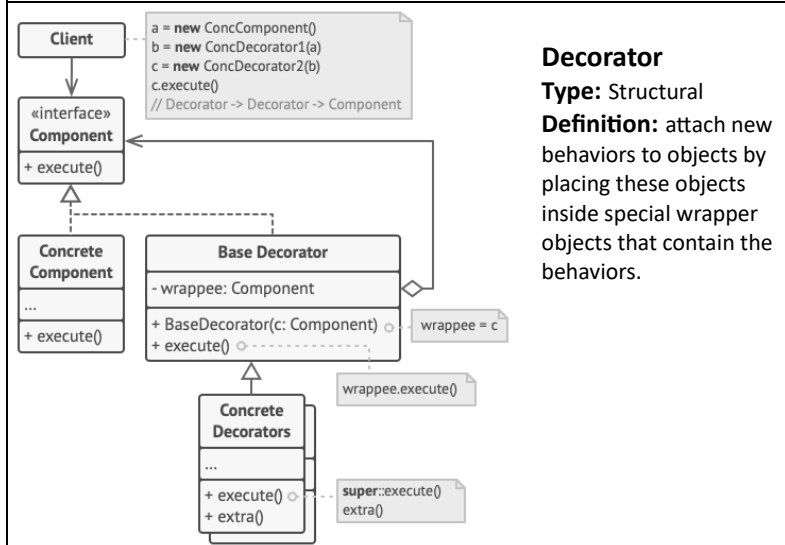 Client
a = new ConcComponent()
b = new ConcDecorator1(a)
c = new ConcDecorator2(b)
c.execute()
// Decorator -> Decorator -> Component
«interface»
Component
+ execute()
Concrete
Component
...
+ execute()
Base Decorator
- wrappee: Component
+ BaseDecorator(c: Component)
+ execute()
wrappee = c
wrappee.execute()
Concrete
Decorators
...
+ execute()
+ extra()
super::execute()
extra()
Decorator
Type: Structural
Definition: attach new
behaviors to objects by
placing these objects
inside special wrapper
objects that contain the
behaviors.